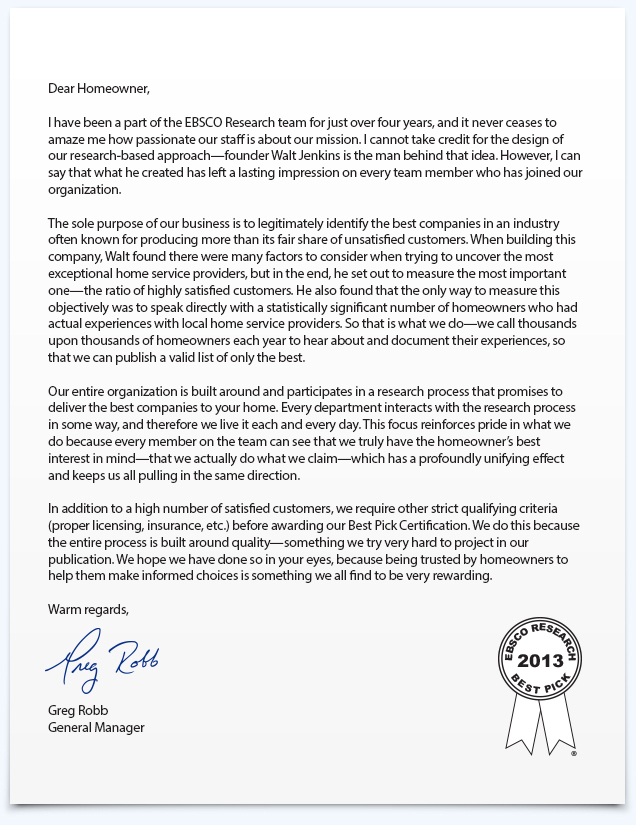 Dear Homeowner,
I have been a part of the EBSCO Research team for just over four years, and it never ceases to
amaze me how passionate our staff is about our mission. I cannot take credit for the design of
our research-based approach—founder Walt Jenkins is the man behind that idea. However, I can
say that what he created has left a lasting impression on every team member who has joined our
organization.
The sole purpose of our business is to legitimately identify the best companies in an industry
often known for producing more than its fair share of unsatisfied customers. When building this
company, Walt found there were many factors to consider when trying to uncover the most
exceptional home service providers, but in the end, he set out to measure the most important
one—the ratio of highly satisfied customers. He also found that the only way to measure this
objectively was to speak directly with a statistically significant number of homeowners who had
actual experiences with local home service providers. So that is what we do—we call thousands
upon thousands of homeowners each year to hear about and document their experiences, so
that we can publish a valid list of only the best.
Our entire organization is built around and participates in a research process that promises to
deliver the best companies to your home. Every department interacts with the research process
in some way, and therefore we live it each and every day. This focus reinforces pride in what we
do because every member on the team can see that we truly have the homeowner's best
interest in mind—that we actually do what we claim—which has a profoundly unifying effect
and keeps us all pulling in the same direction.
In addition to a high number of satisfied customers, we require other strict qualifying criteria
(proper licensing, insurance, etc.) before awarding our Best Pick Certification. We do this because
the entire process is built around quality—something we try very hard to project in our
publication. We hope we have done so in your eyes, because being trusted by homeowners to
help them make informed choices is something we all find to be very rewarding.
Warm regards,
Greg Robb
Greg Robb
General Manager
EBSCO RESEARCH
2013
BEST PICK
®